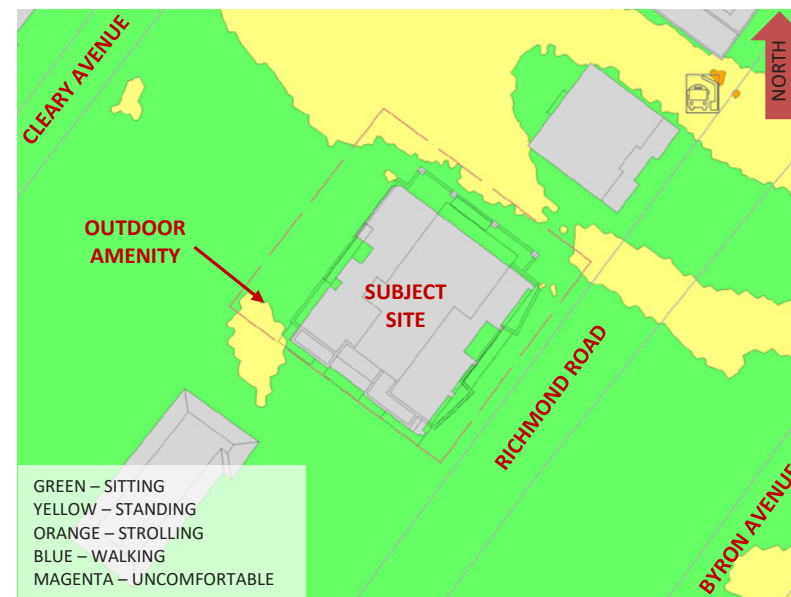 CLEARY AVENUE
NORTH
OUTDOOR
AMENITY
SUBJECT
SITE
RICHMOND ROAD
BYRON AVENUE
GREEN – SITTING
YELLOW – STANDING
ORANGE – STROLLING
BLUE – WALKING
MAGENTA – UNCOMFORTABLE